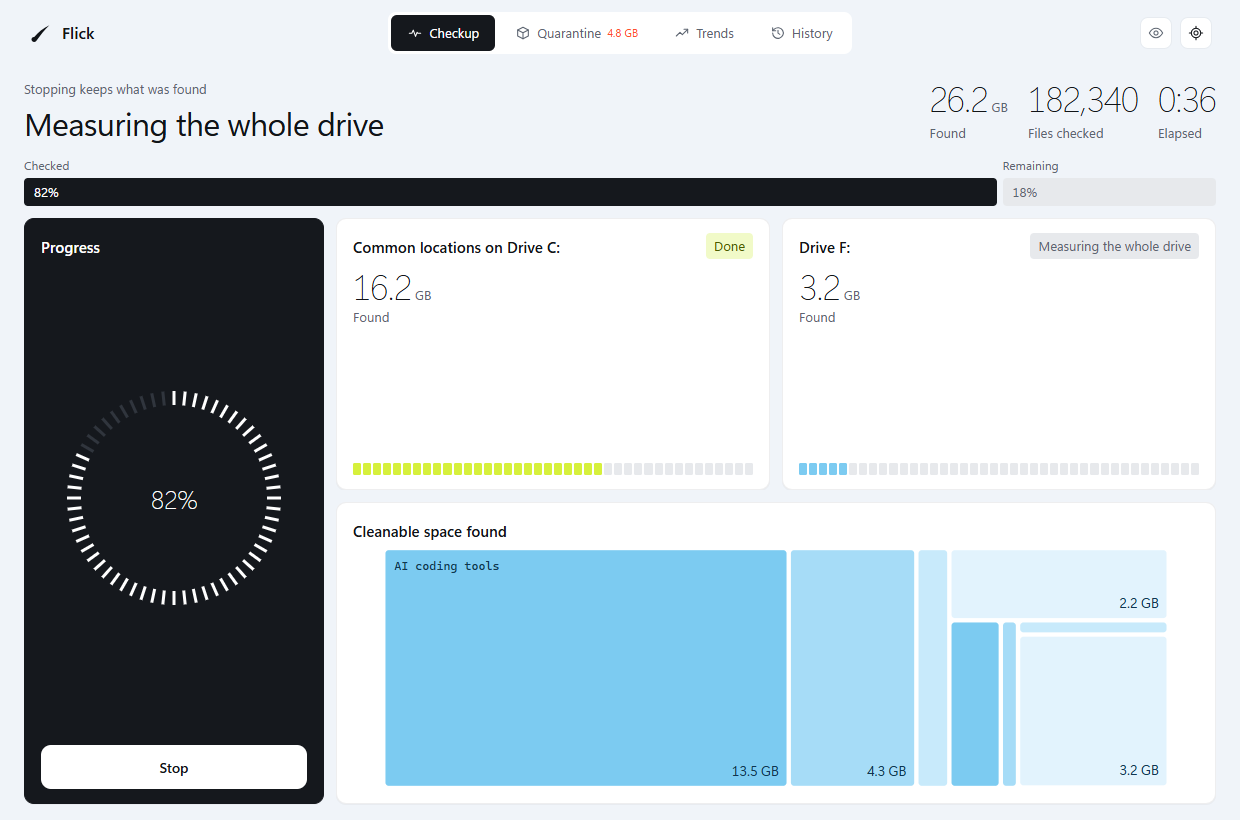 Flick
Checkup
Quarantine 4.8 GB
Trends
History
Stopping keeps what was found
Measuring the whole drive
26.2 GB
Found
182,340
Files checked
0:36
Elapsed
Checked
82%
Remaining
18%
Progress
82%
Stop
Common locations on Drive C:
Done
16.2 GB
Found
Drive F:
Measuring the whole drive
3.2 GB
Found
Cleanable space found
AI coding tools
13.5 GB
4.3 GB
2.2 GB
3.2 GB